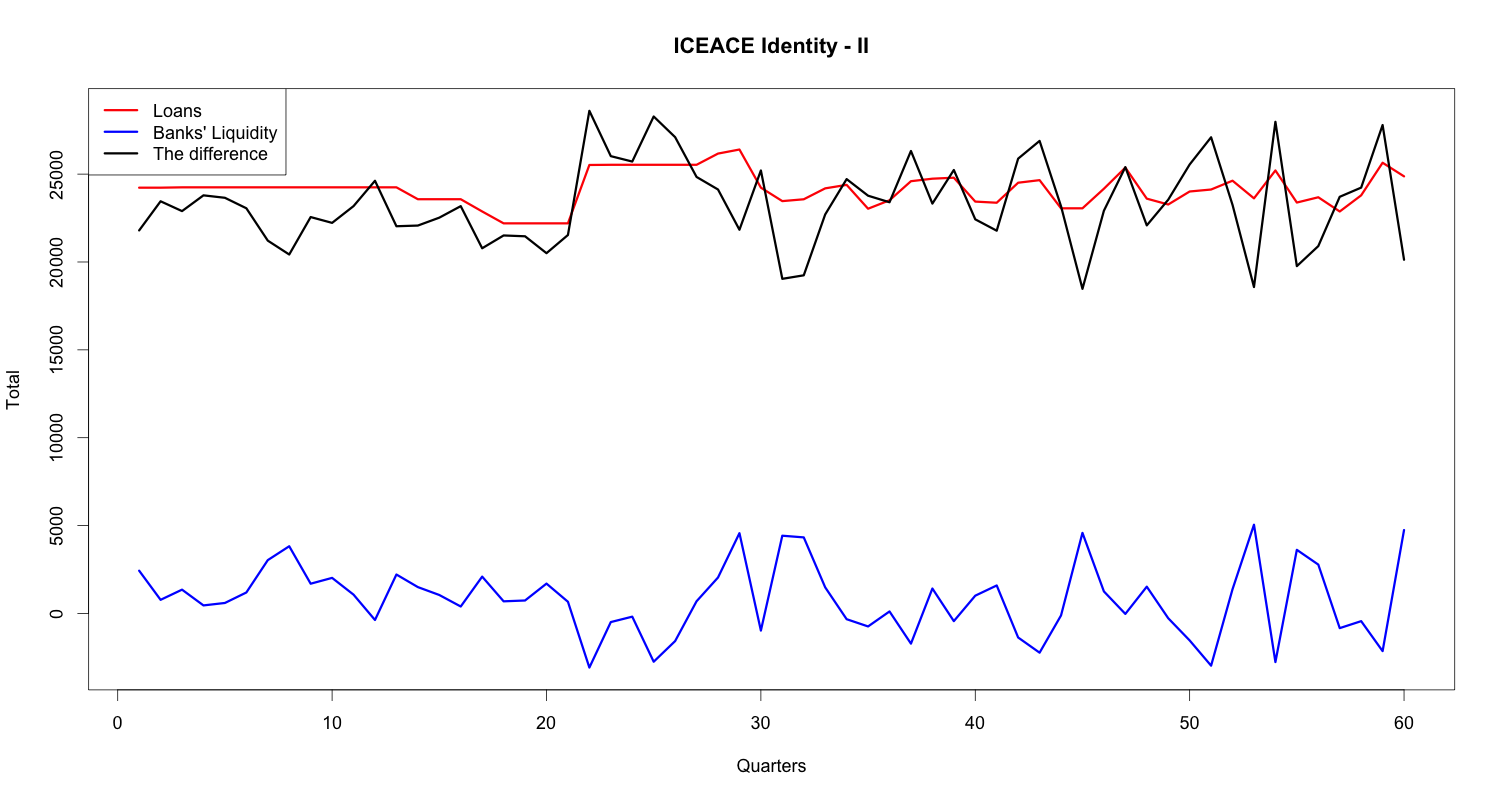 ICEACE Identity - II
Loans
Banks' Liquidity
The difference
Total
25000
20000
15000
10000
5000
0
0 10 20 30 40 50 60
Quarters